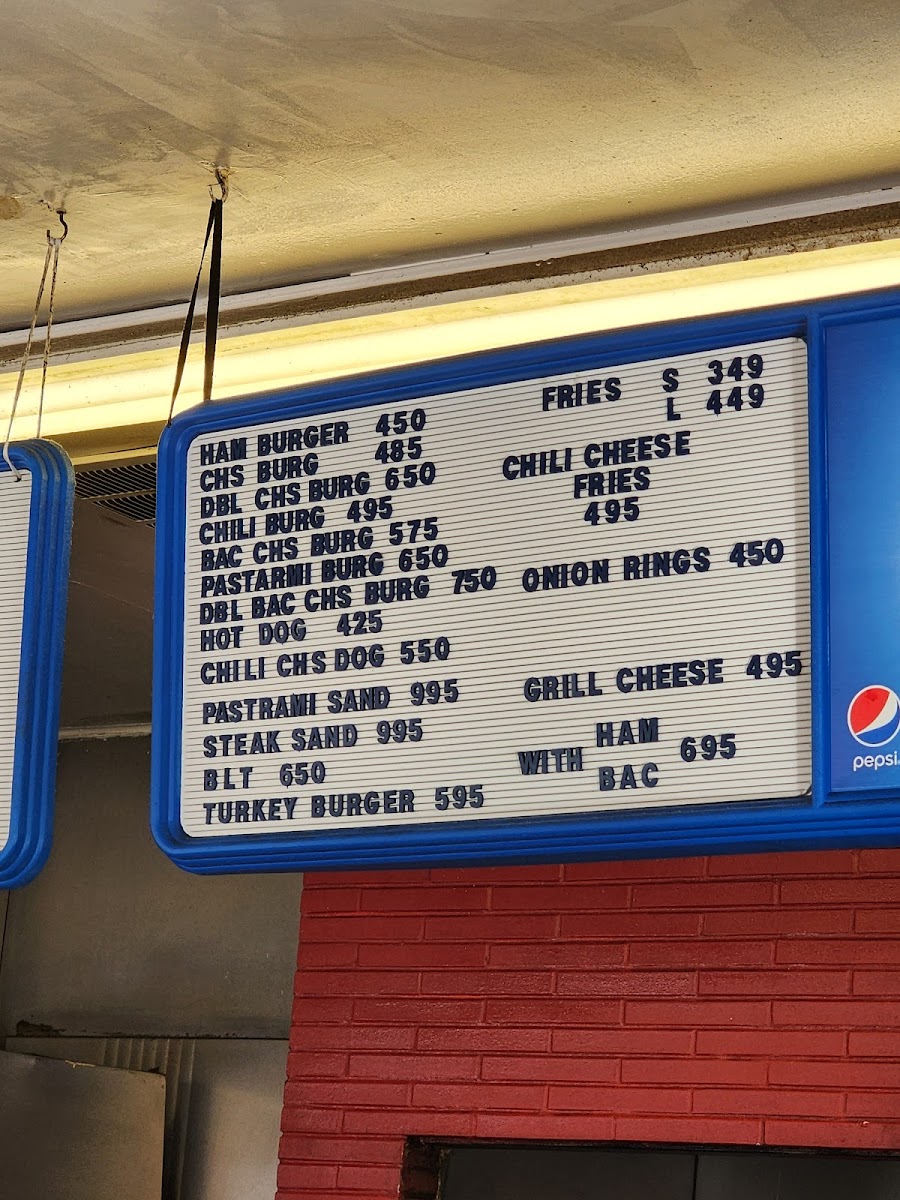 HAM BURGER 450
CHS BURG 485
DBL CHS BURG 650
CHILI BURG 495
BAC CHS BURG 575
PASTARMI BURG 650
DBL BAC CHS BURG 750
HOT DOG 425
CHILI CHS DOG 550
PASTRAMI SAND 995
STEAK SAND 995
BLT 650
TURKEY BURGER 595
FRIES S 349
L 449
CHILI CHEESE
FRIES
495
ONION RINGS 450
GRILL CHEESE 495
HAM
WITH 695
BAC
pepsi